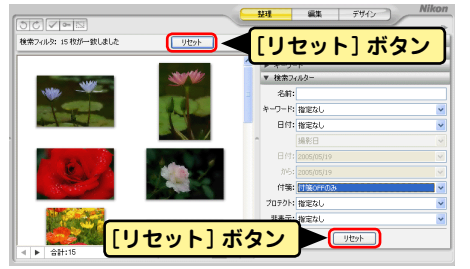 整理 編集 デザイン
Nikon
検索フィルタ: 15 枚が一致しました
リセット
[リセット] ボタン
▶ キーワード
▼ 検索フィルター
名前:
キーワード: 指定なし
日付: 指定なし
撮影日
日付: 2005/05/19
から: 2005/05/19
付箋: 付箋OFFのみ
プロテクト: 指定なし
非表示: 指定なし
[リセット] ボタン
リセット
合計:15